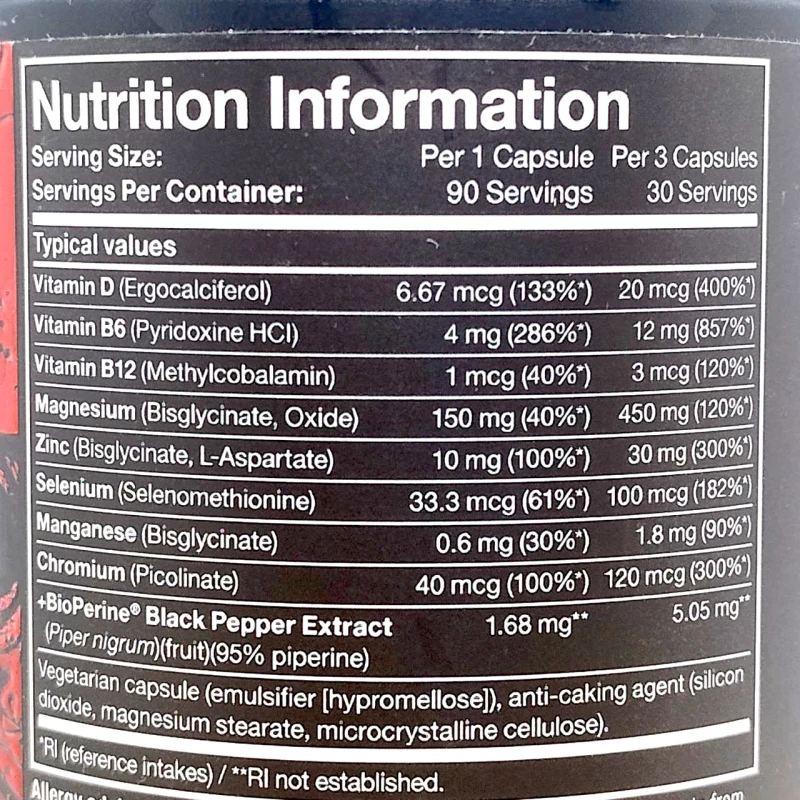 Nutrition Information
Serving Size: Per 1 Capsule Per 3 Capsules
Servings Per Container: 90 Servings 30 Servings
Typical values
Vitamin D (Ergocalciferol) 6.67 mcg (133%*) 20 mcg (400%*)
Vitamin B6 (Pyridoxine HCl) 4 mg (286%*) 12 mg (857%*)
Vitamin B12 (Methylcobalamin) 1 mcg (40%*) 3 mcg (120%*)
Magnesium (Bisglycinate, Oxide) 150 mg (40%*) 450 mg (120%*)
Zinc (Bisglycinate, L-Aspartate) 10 mg (100%*) 30 mg (300%*)
Selenium (Selenomethionine) 33.3 mcg (61%*) 100 mcg (182%*)
Manganese (Bisglycinate) 0.6 mg (30%*) 1.8 mg (90%*)
Chromium (Picolinate) 40 mcg (100%*) 120 mcg (300%*)
+BioPerine® Black Pepper Extract 1.68 mg** 5.05 mg**
(Piper nigrum)(fruit)(95% piperine)
Vegetarian capsule (emulsifier [hypromellose]), anti-caking agent (silicon
dioxide, magnesium stearate, microcrystalline cellulose).
*RI (reference intakes) / **RI not established.